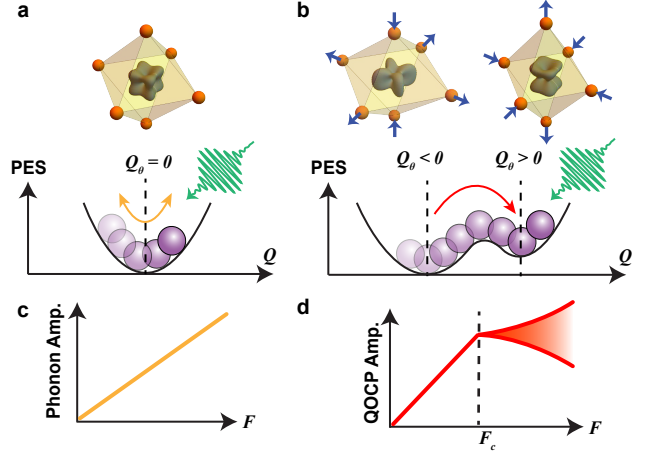 a
b
Q_θ = 0
Q_θ < 0
Q_θ > 0
PES
Q
PES
Q
c
Phonon Amp.
F
d
QOCP Amp.
F_c
F